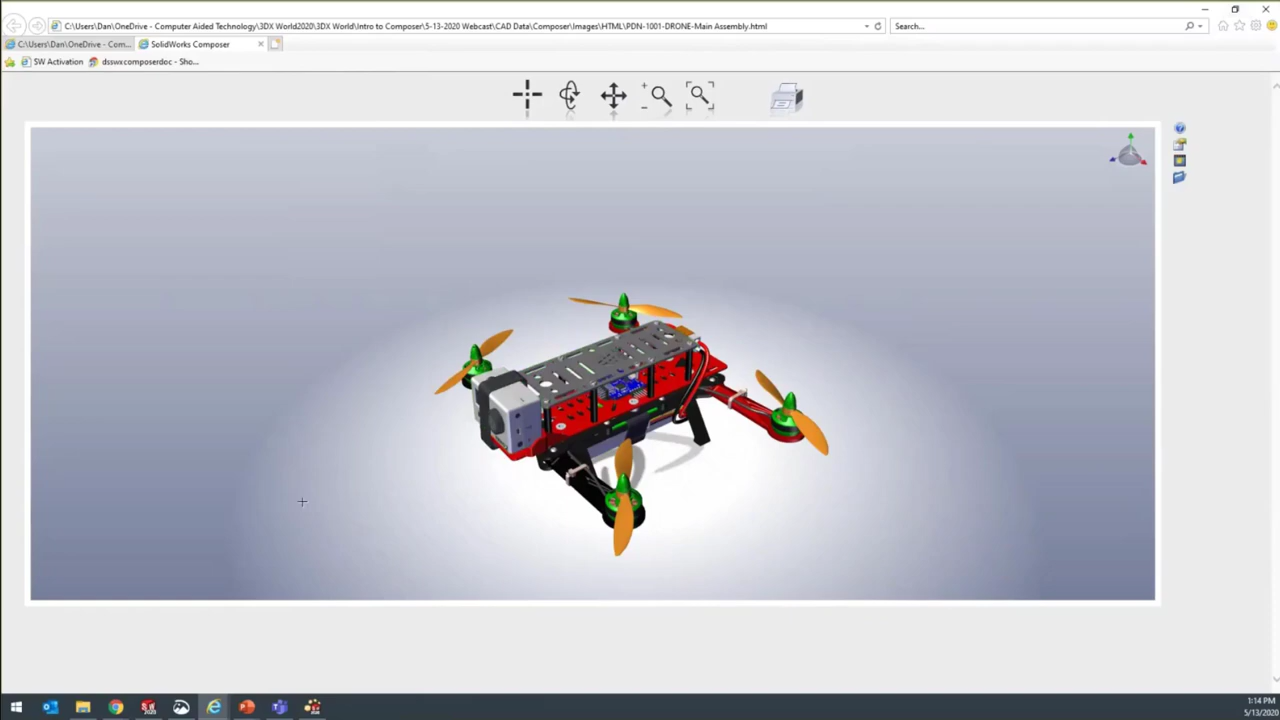 C:\Users\Dan\OneDrive - Computer Aided Technology\3DX World2020\3DX World\Intro to Composer\5-13-2020 Webcast\CAD Data\Composer\Images\HTML\PDN-1001-DRONE-Main Assembly.html
Search...
C:\Users\Dan\OneDrive - Com...
SolidWorks Composer
SW Activation
dsswxcomposerdoc - Sho...
1:14 PM
5/13/2020